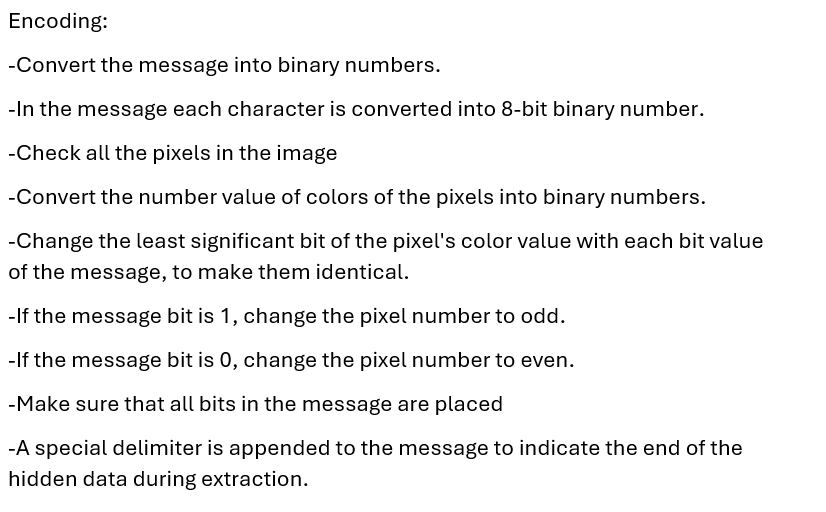 Encoding:
-Convert the message into binary numbers.
-In the message each character is converted into 8-bit binary number.
-Check all the pixels in the image
-Convert the number value of colors of the pixels into binary numbers.
-Change the least significant bit of the pixel's color value with each bit value
of the message, to make them identical.
-If the message bit is 1, change the pixel number to odd.
-If the message bit is 0, change the pixel number to even.
-Make sure that all bits in the message are placed
-A special delimiter is appended to the message to indicate the end of the
hidden data during extraction.